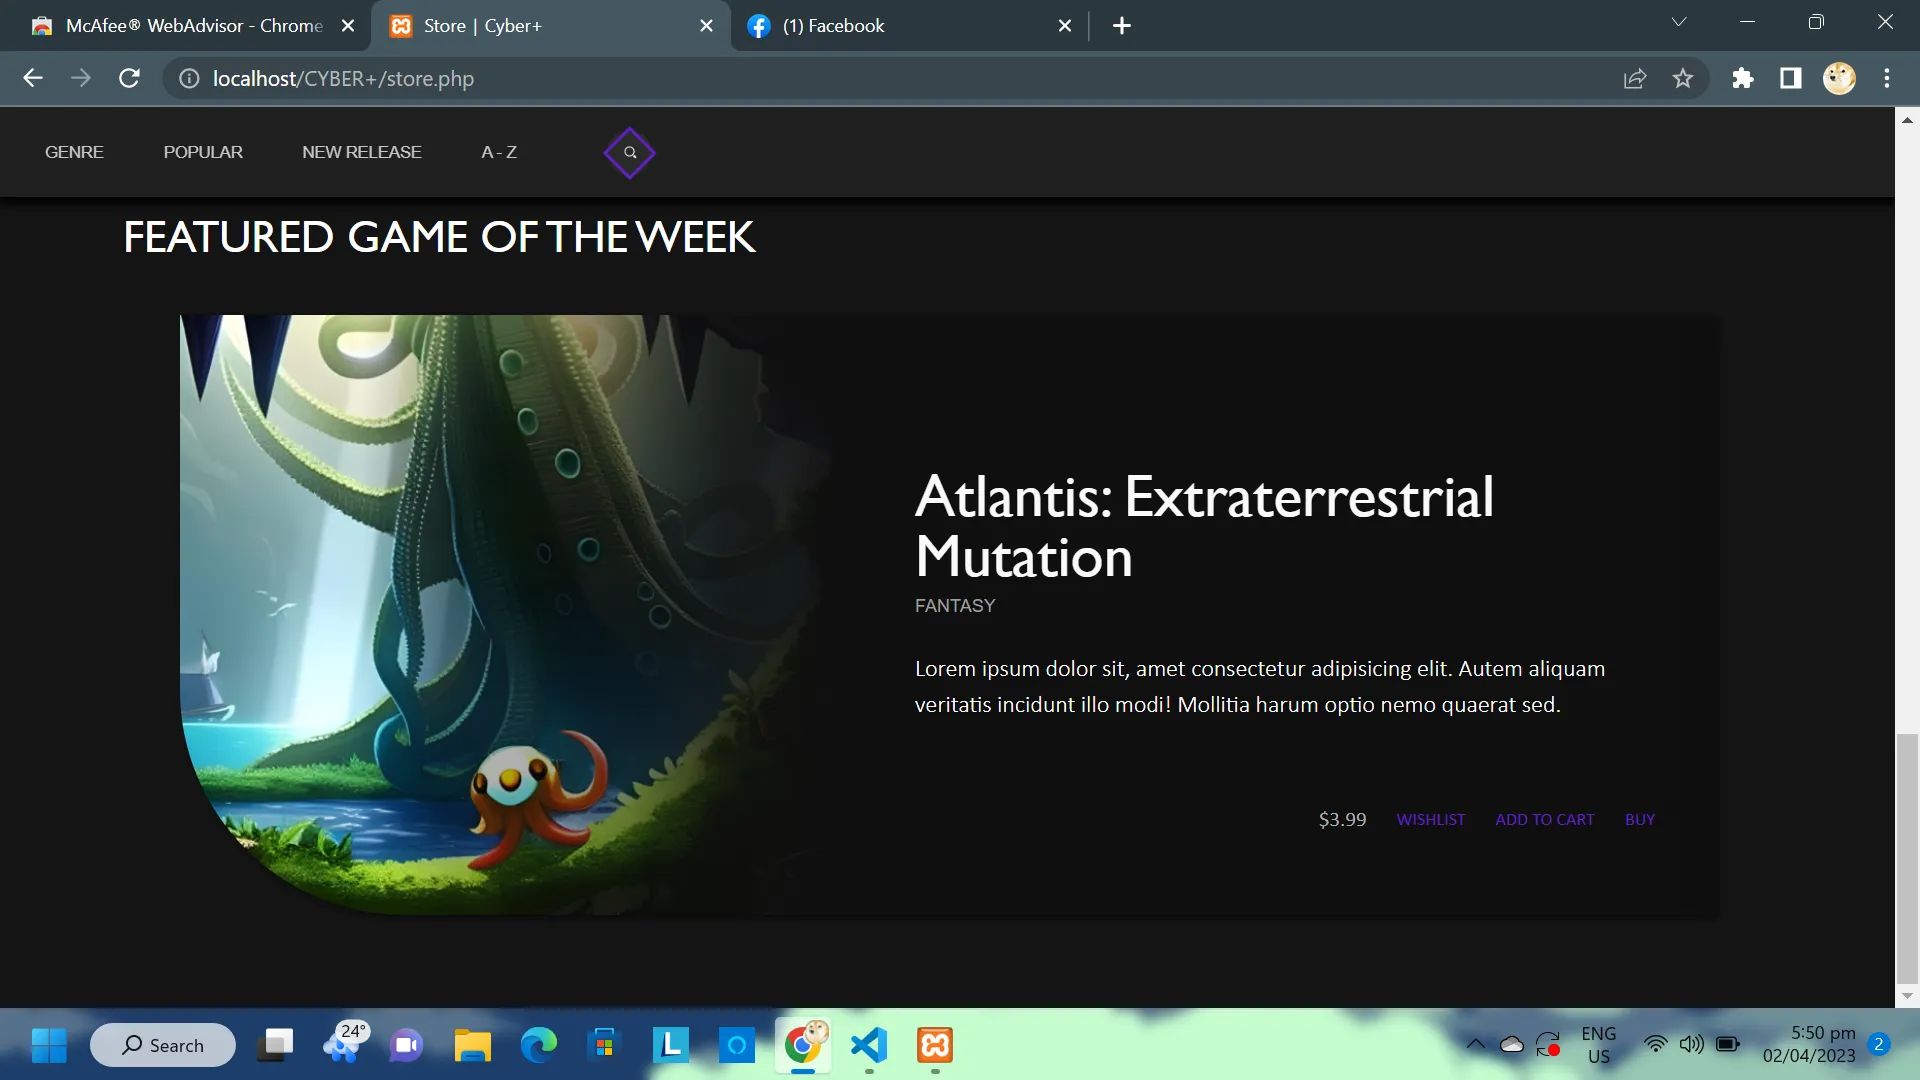 McAfee® WebAdvisor - Chrome
Store | Cyber+
(1) Facebook
localhost/CYBER+/store.php
GENRE
POPULAR
NEW RELEASE
A - Z
FEATURED GAME OF THE WEEK
Atlantis: Extraterrestrial
Mutation
FANTASY
Lorem ipsum dolor sit, amet consectetur adipisicing elit. Autem aliquam
veritatis incidunt illo modi! Mollitia harum optio nemo quaerat sed.
$3.99
WISHLIST
ADD TO CART
BUY
Search
24°
L
ENG
US
5:50 pm
02/04/2023
2